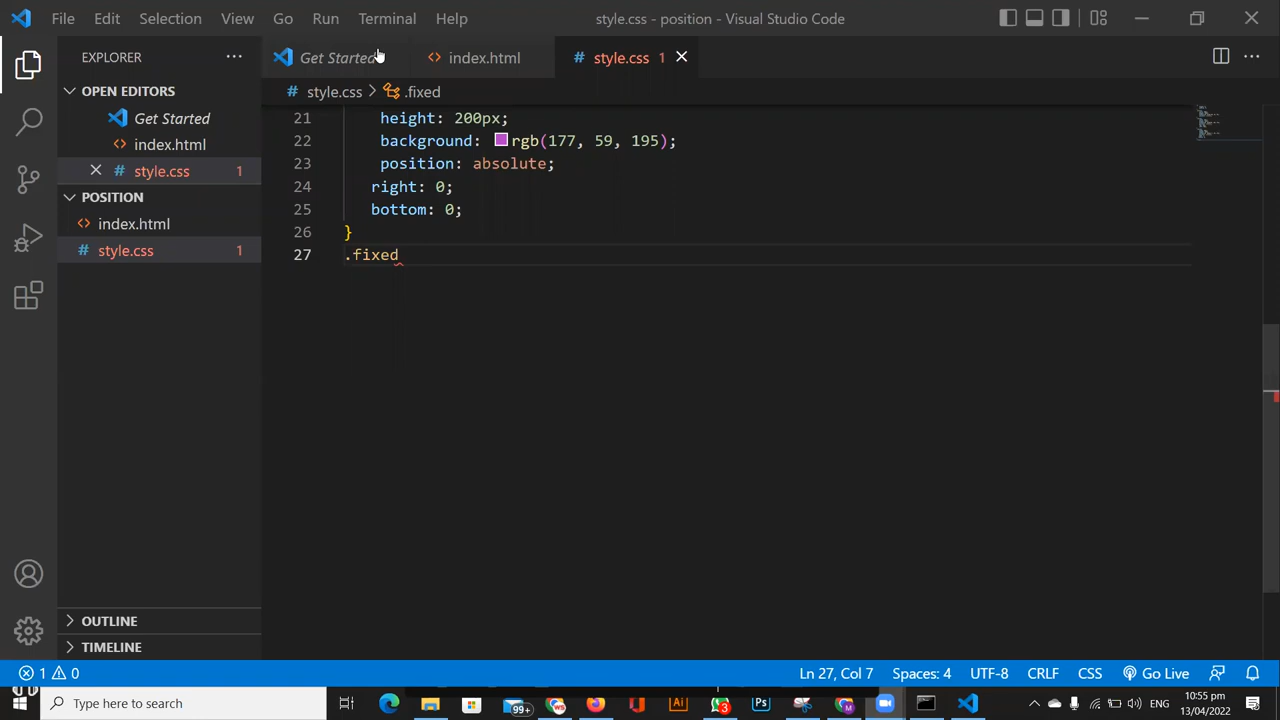 File Edit Selection View Go Run Terminal Help style.css - position - Visual Studio Code
EXPLORER
Get Started index.html style.css 1
OPEN EDITORS
style.css > .fixed
Get Started
index.html
style.css 1
POSITION
index.html
style.css 1
21 height: 200px;
22 background: rgb(177, 59, 195);
23 position: absolute;
24 right: 0;
25 bottom: 0;
26 }
27 .fixed
OUTLINE
TIMELINE
1 0 Ln 27, Col 7 Spaces: 4 UTF-8 CRLF CSS Go Live
Type here to search 99+ Ai 3 Ps ENG 10:55 pm
13/04/2022